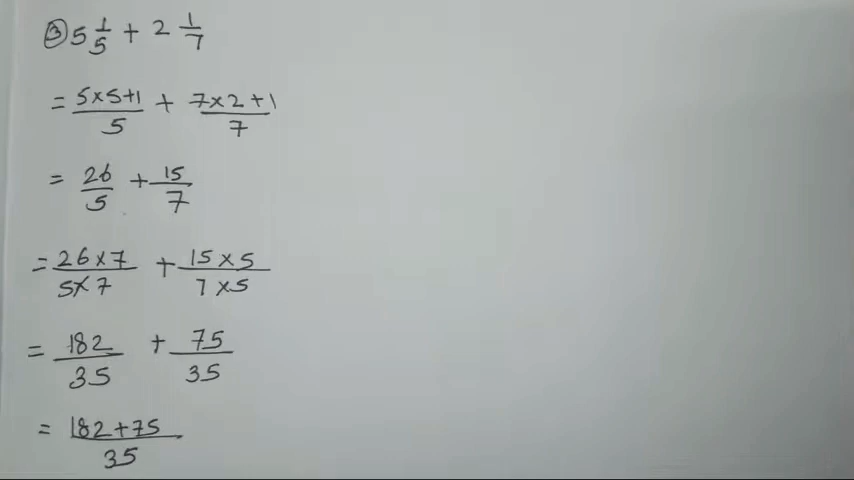 ③ 5 1/5 + 2 1/7
= 5×5+1/5 + 7×2+1/7
= 26/5 + 15/7
= 26×7/5×7 + 15×5/7×5
= 182/35 + 75/35
= 182+75/35